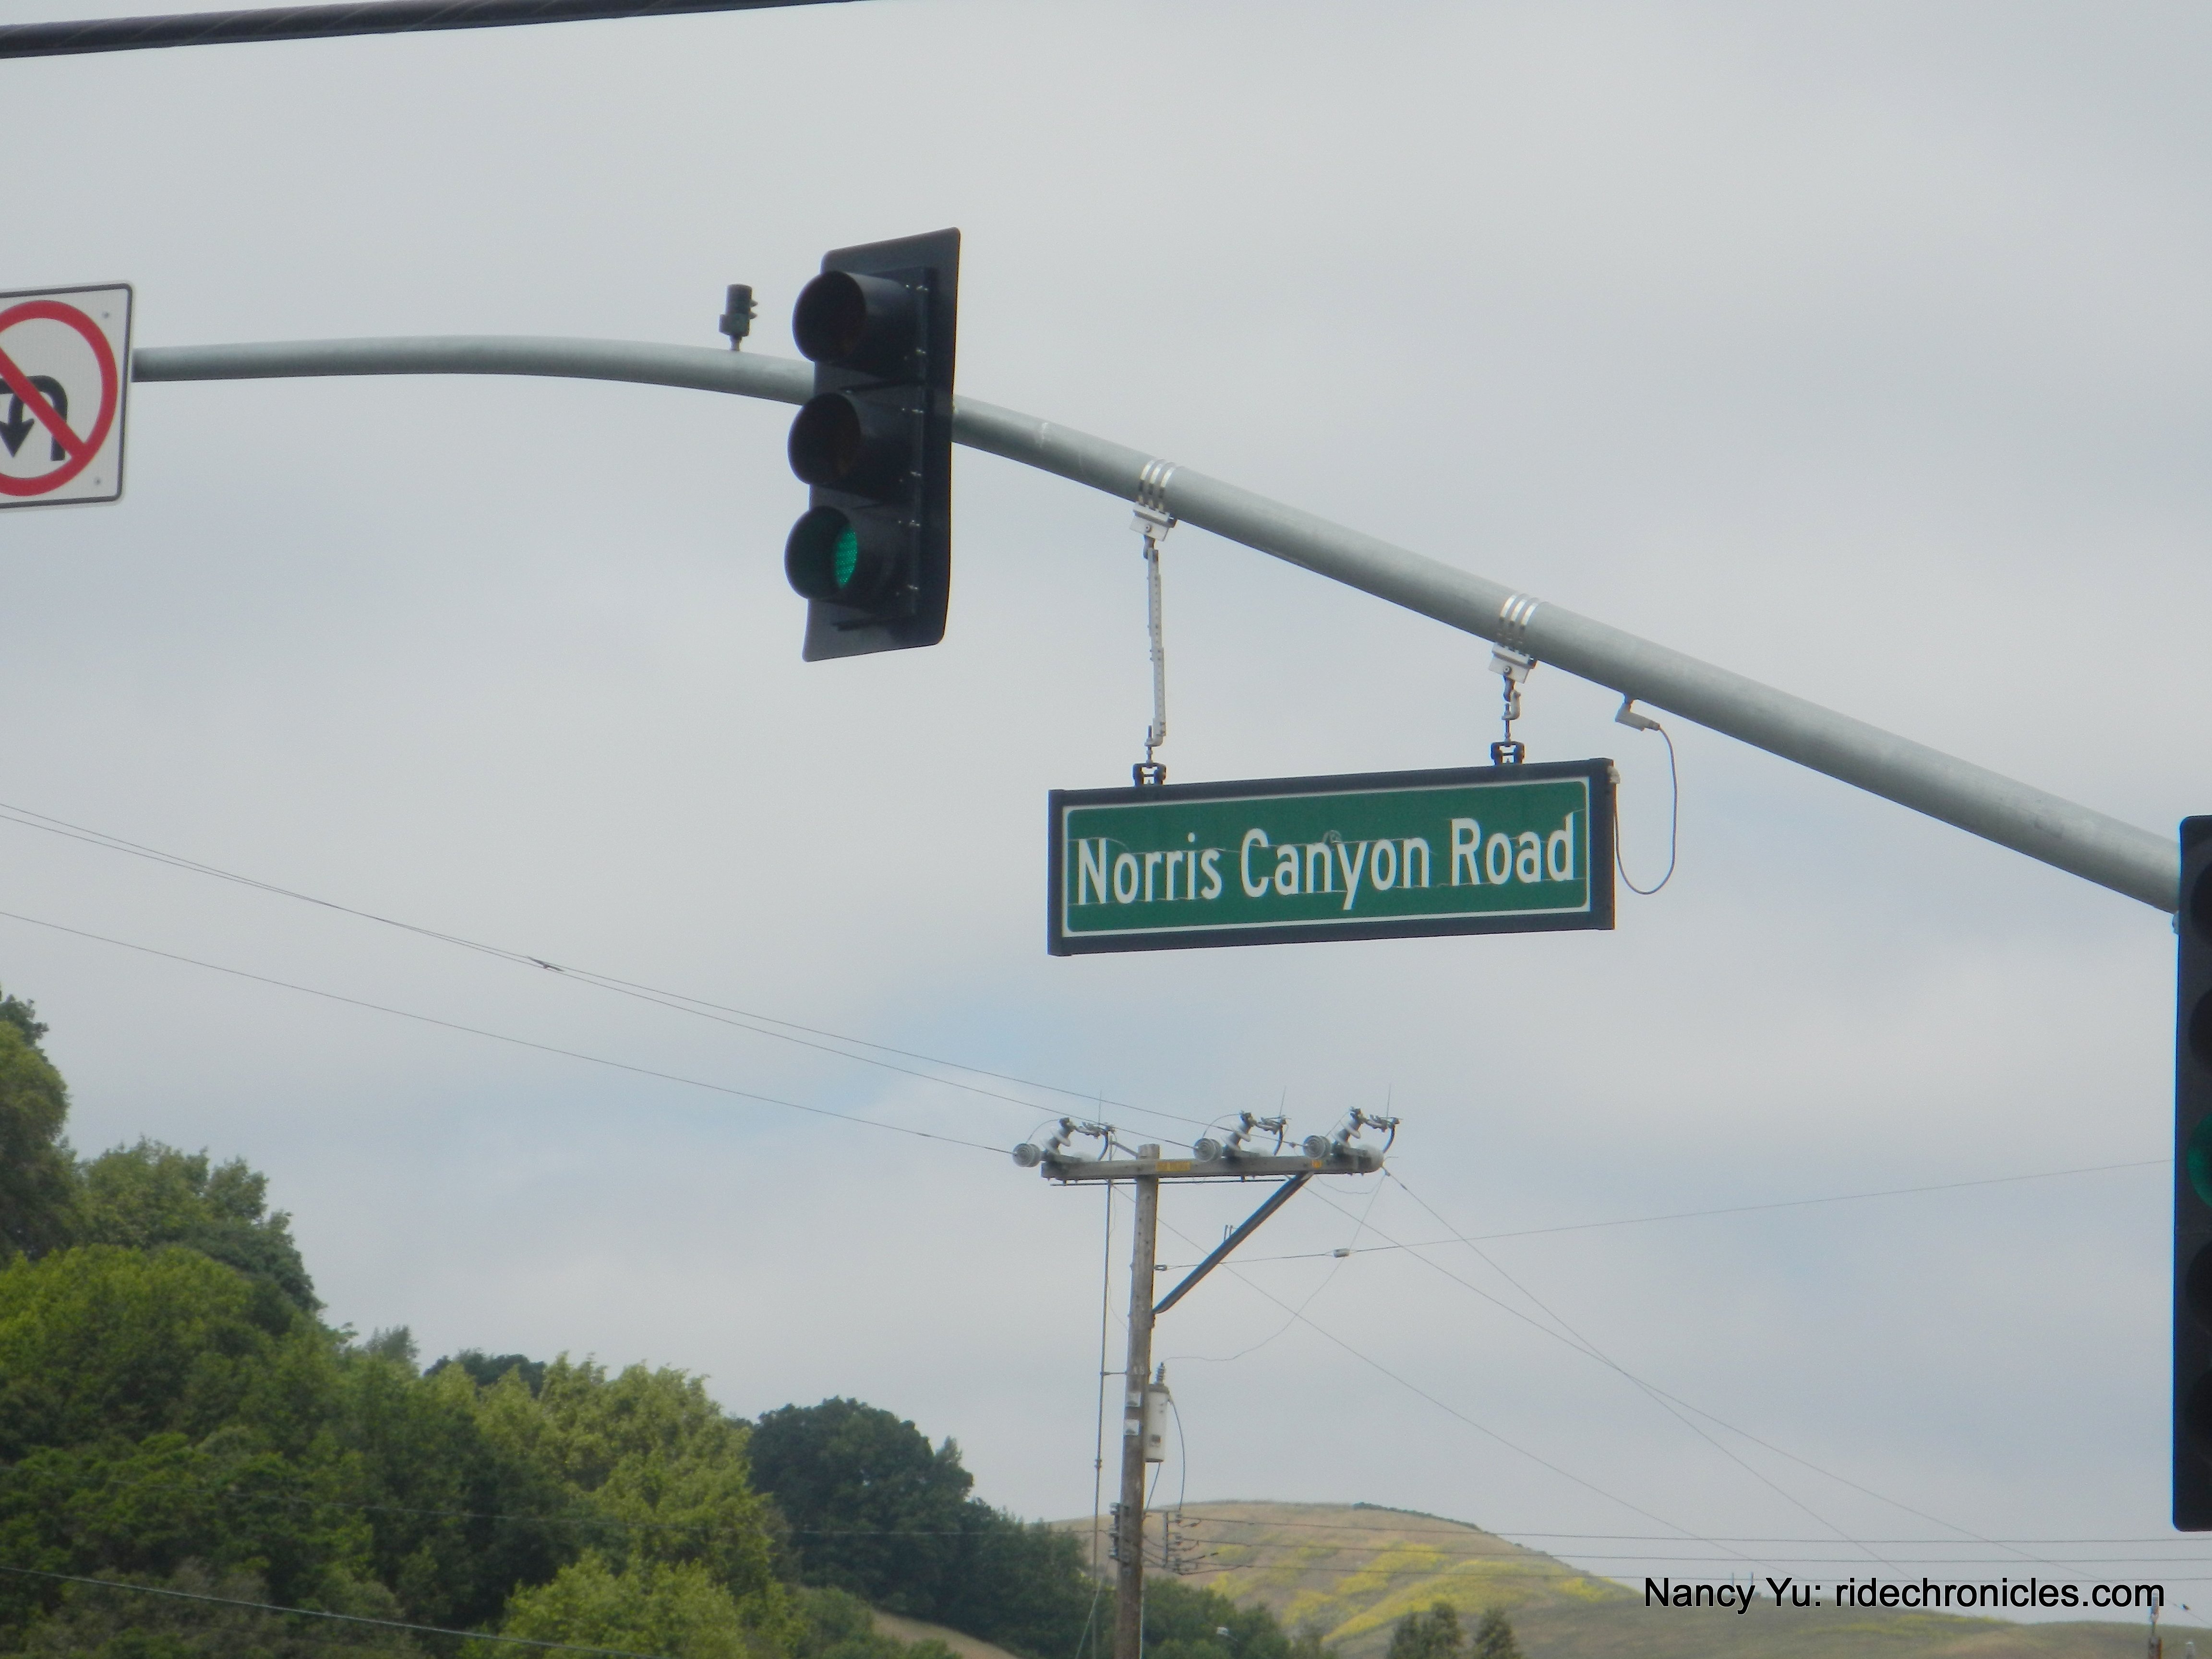 Norris Canyon Road
Nancy Yu: ridechronicles.com